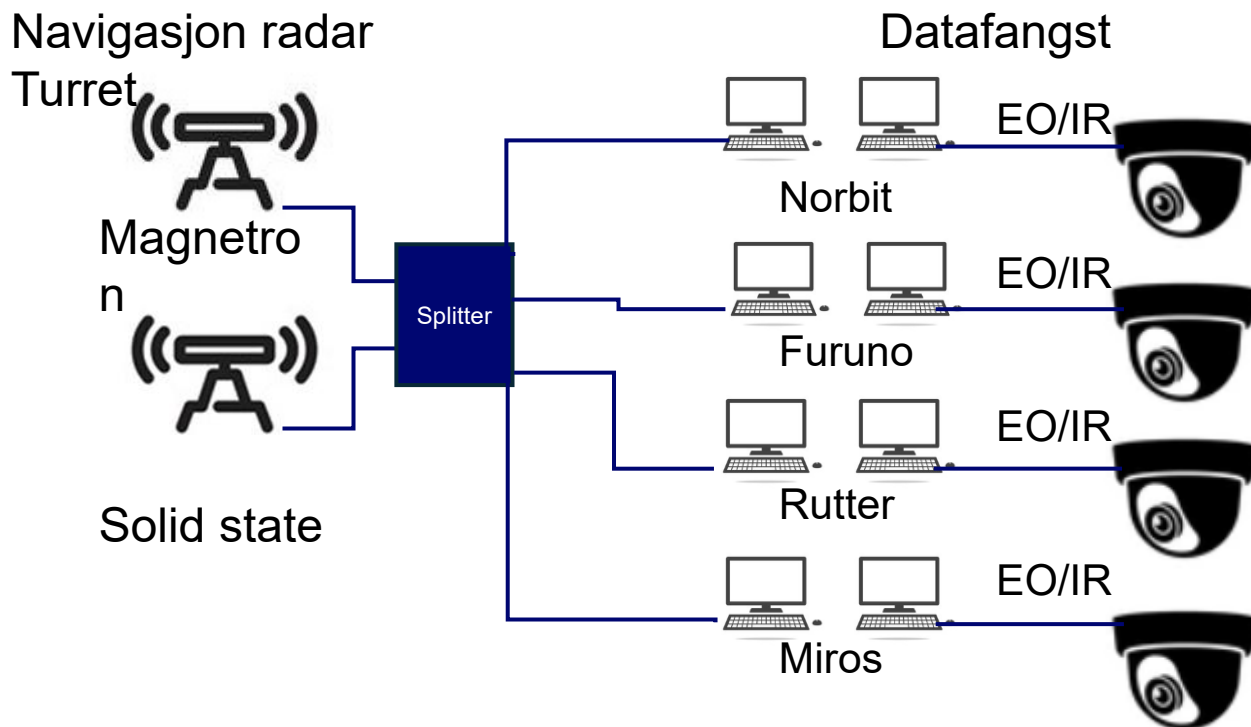 Navigasjon radar
Turret
Datafangst
EO/IR
Norbit
Magnetro
n
EO/IR
Splitter
Furuno
EO/IR
Rutter
Solid state
EO/IR
Miros